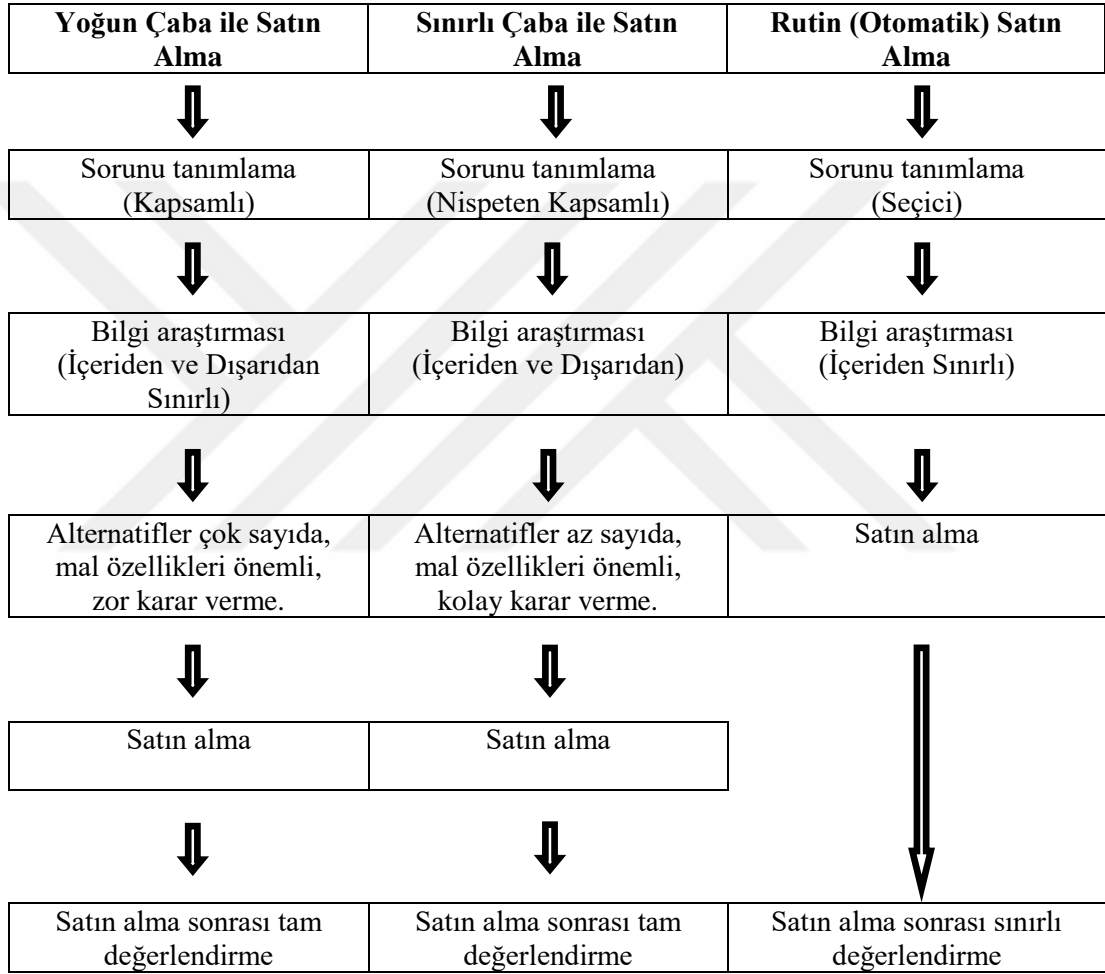 Yoğun Çaba ile Satın
Alma
Sınırlı Çaba ile Satın
Alma
Rutin (Otomatik) Satın
Alma
Sorunu tanımlama
(Kapsamlı)
Sorunu tanımlama
(Nispeten Kapsamlı)
Sorunu tanımlama
(Seçici)
Bilgi araştırması
(İçeriden ve Dışarıdan
Sınırlı)
Bilgi araştırması
(İçeriden ve Dışarıdan)
Bilgi araştırması
(İçeriden Sınırlı)
Alternatifler çok sayıda,
mal özellikleri önemli,
zor karar verme.
Alternatifler az sayıda,
mal özellikleri önemli,
kolay karar verme.
Satın alma
Satın alma
Satın alma
Satın alma sonrası tam
değerlendirme
Satın alma sonrası tam
değerlendirme
Satın alma sonrası sınırlı
değerlendirme